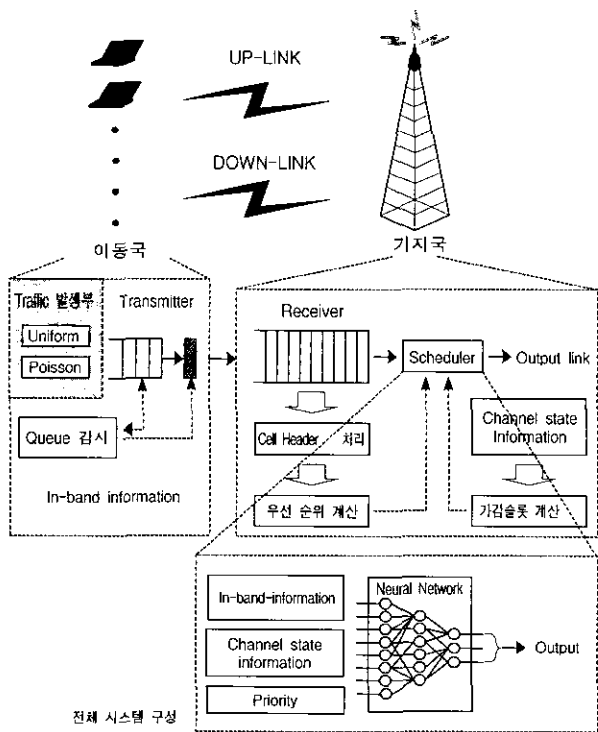 UP-LINK
DOWN-LINK
이동국
기지국
Traffic 발생부
Transmitter
Uniform
Poisson
Queue 감시
In-band information
Receiver
Scheduler
Output link
Cell Header 처리
Channel state
Information
우선 순위 계산
가감슬롯 계산
In-band-information
Channel state
information
Priority
Neural Network
Output
전체 시스템 구성